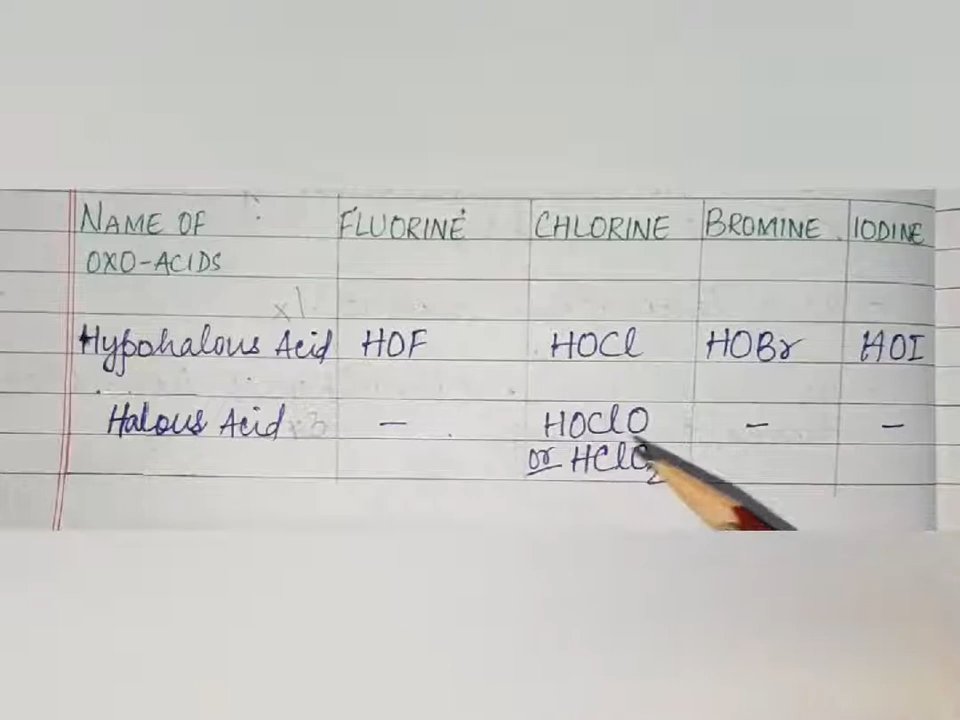 NAME OF FLUORINE CHLORINE BROMINE IODINE
OXO-ACIDS
Hypohalous Acid HOF HOCl HOBr HOI
Halous Acid — HOClO — —
or HClO2